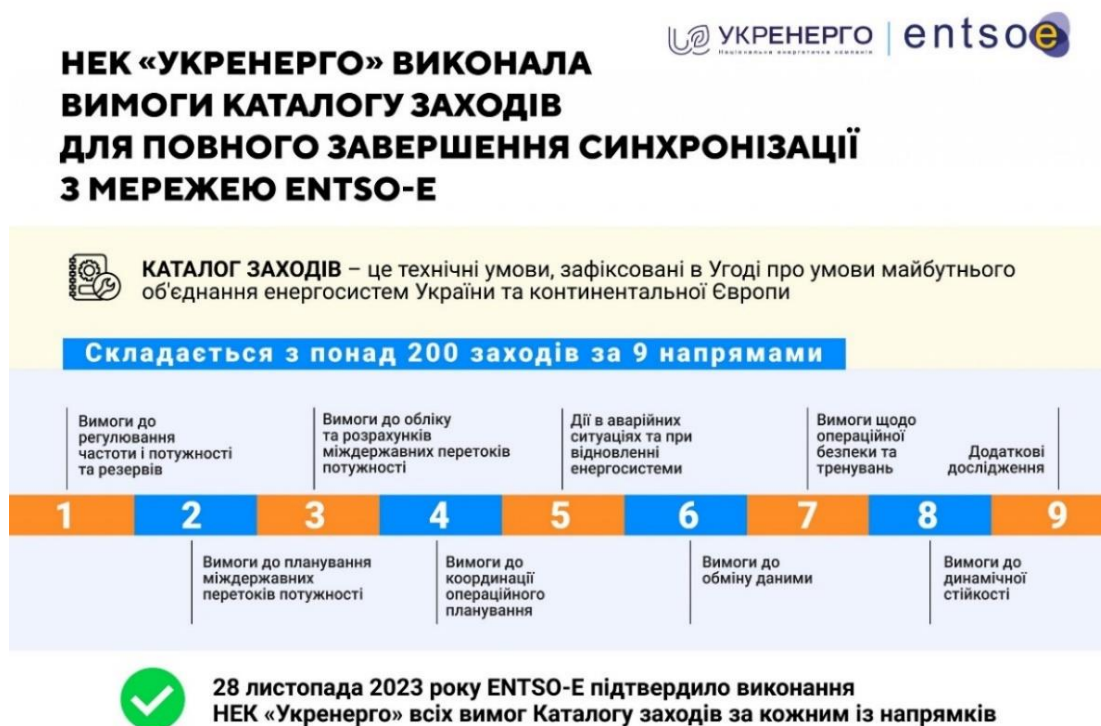 УКРЕНЕРГО
Національна енергетична компанія
entsoe
НЕК «УКРЕНЕРГО» ВИКОНАЛА
ВИМОГИ КАТАЛОГУ ЗАХОДІВ
ДЛЯ ПОВНОГО ЗАВЕРШЕННЯ СИНХРОНІЗАЦІЇ
З МЕРЕЖЕЮ ENTSO-E
КАТАЛОГ ЗАХОДІВ – це технічні умови, зафіксовані в Угоді про умови майбутнього
об'єднання енергосистем України та континентальної Європи
Складається з понад 200 заходів за 9 напрямами
Вимоги до
регулювання
частоти і потужності
та резервів
Вимоги до обліку
та розрахунків
міждержавних перетоків
потужності
Дії в аварійних
ситуаціях та при
відновленні
енергосистеми
Вимоги щодо
операційної
безпеки та
тренувань
Додаткові
дослідження
1 2 3 4 5 6 7 8 9
Вимоги до планування
міждержавних
перетоків потужності
Вимоги до
координації
операційного
планування
Вимоги до
обміну даними
Вимоги до
динамічної
стійкості
28 листопада 2023 року ENTSO-E підтвердило виконання
НЕК «Укренерго» всіх вимог Каталогу заходів за кожним із напрямків